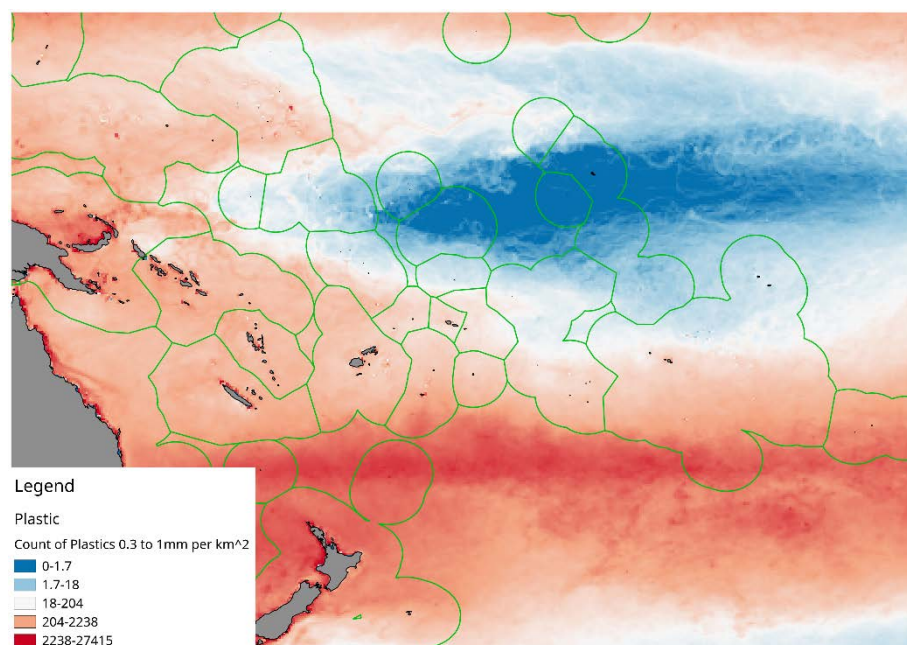 Legend
Plastic
Count of Plastics 0.3 to 1mm per km^2
0-1.7
1.7-18
18-204
204-2238
2238-27415